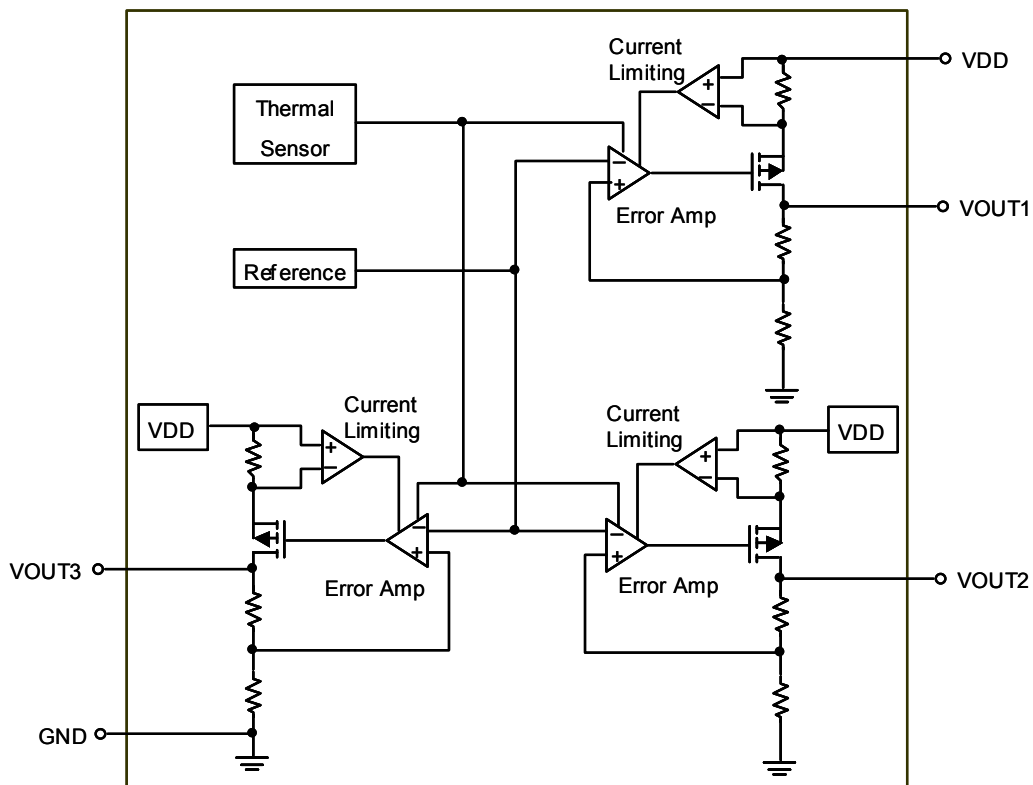 Current
Limiting
+
−
VDD
Thermal
Sensor
−
+
Error Amp
VOUT1
Reference
VDD
Current
Limiting
+
−
Current
Limiting
+
−
VDD
−
+
Error Amp
−
+
Error Amp
VOUT3
VOUT2
GND